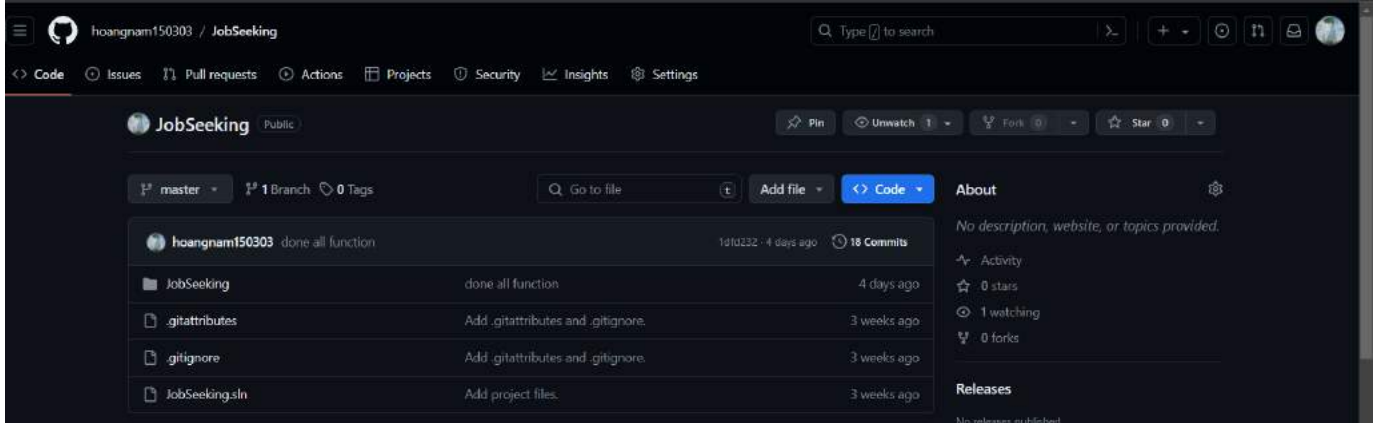 hoangnam150303 / JobSeeking
Type / to search
Code Issues Pull requests Actions Projects Security Insights Settings
JobSeeking Public
Pin Unwatch 1 Fork 0 Star 0
master 1 Branch 0 Tags Go to file t Add file Code
About
hoangnam150303 done all function 1dfd232 · 4 days ago 18 Commits
No description, website, or topics provided.
JobSeeking done all function 4 days ago
.gitattributes Add .gitattributes and .gitignore. 3 weeks ago
.gitignore Add .gitattributes and .gitignore. 3 weeks ago
JobSeeking.sln Add project files. 3 weeks ago
Activity
0 stars
1 watching
0 forks
Releases
No releases published